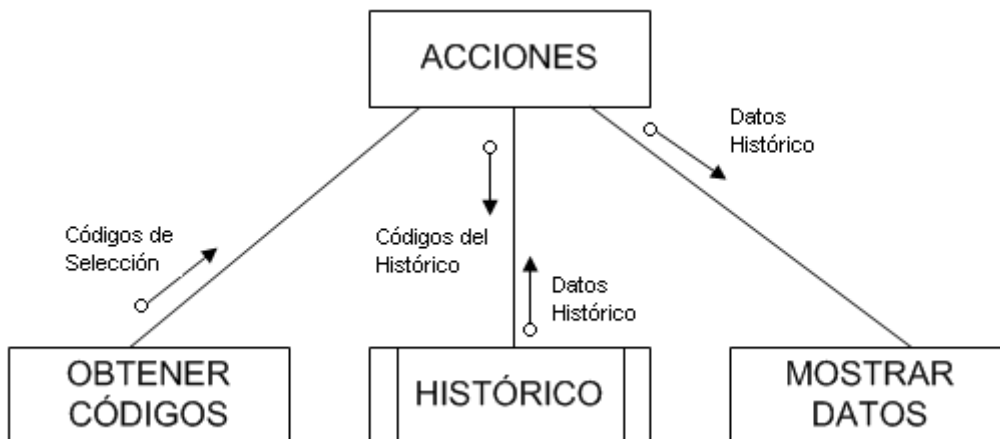 ACCIONES
Datos
Histórico
Códigos de
Selección
Códigos del
Histórico
Datos
Histórico
OBTENER
CÓDIGOS
HISTÓRICO
MOSTRAR
DATOS